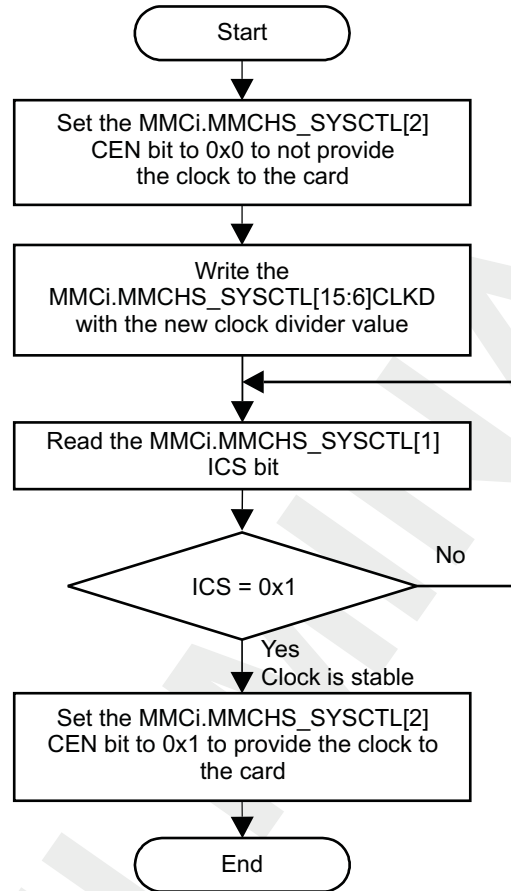 Start
Set the MMCi.MMCHS_SYSCTL[2]
CEN bit to 0x0 to not provide
the clock to the card
Write the
MMCi.MMCHS_SYSCTL[15:6]CLKD
with the new clock divider value
Read the MMCi.MMCHS_SYSCTL[1]
ICS bit
No
ICS = 0x1
Yes
Clock is stable
Set the MMCi.MMCHS_SYSCTL[2]
CEN bit to 0x1 to provide the clock to
the card
End